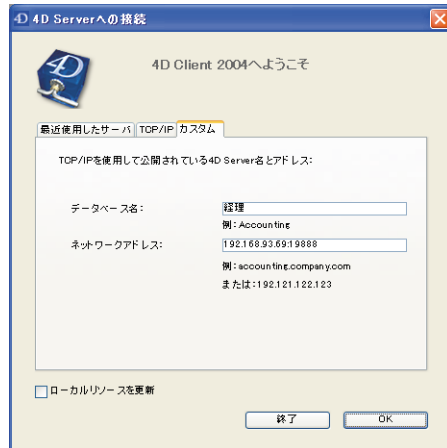 4D Serverへの接続
4D Client 2004へようこそ
最近使用したサーバ TCP/IP カスタム
TCP/IPを使用して公開されている4D Server名とアドレス:
データベース名: 経理
例:Accounting
ネットワークアドレス: 192.168.93.69:19888
例:accounting.company.com
または:192.121.122.123
ローカルリソースを更新
終了 OK